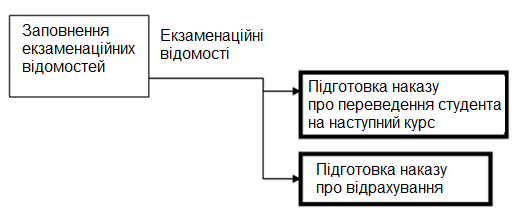 Заповнення
екзаменаційних
відомостей
Екзаменаційні
відомості
Підготовка наказу
про переведення студента
на наступний курс
Підготовка наказу
про відрахування